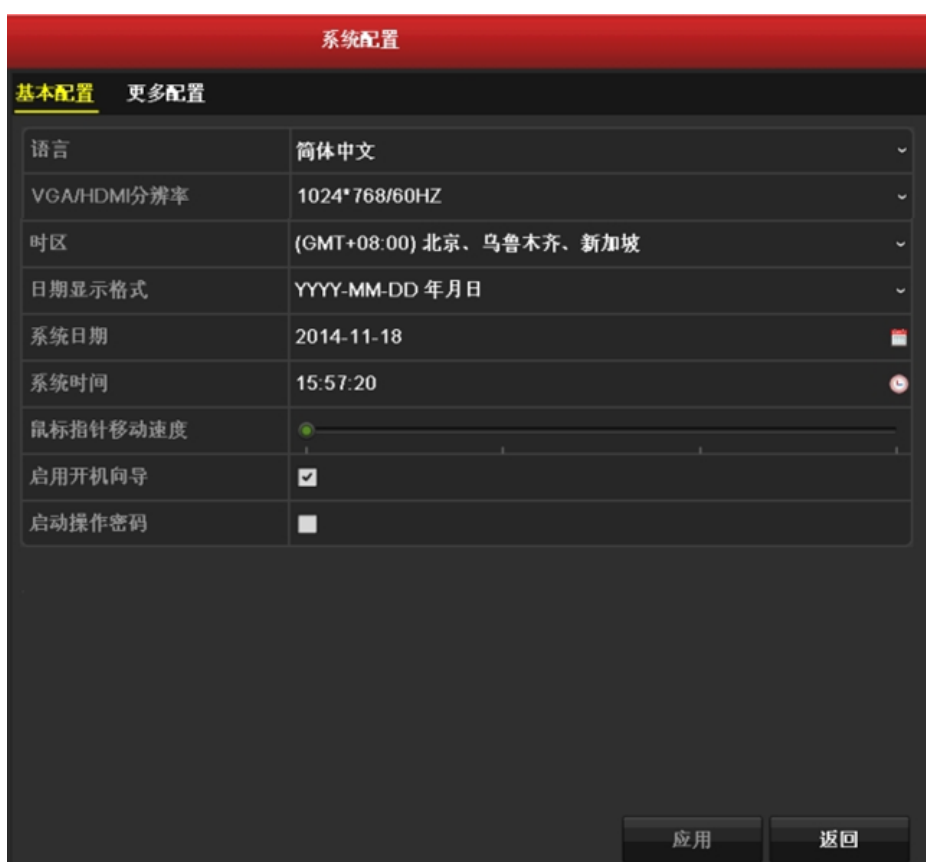 系统配置
基本配置 更多配置
语言 简体中文
VGA/HDMI分辨率 1024*768/60HZ
时区 (GMT+08:00) 北京、乌鲁木齐、新加坡
日期显示格式 YYYY-MM-DD 年月日
系统日期 2014-11-18
系统时间 15:57:20
鼠标指针移动速度
启用开机向导
启动操作密码
应用 返回